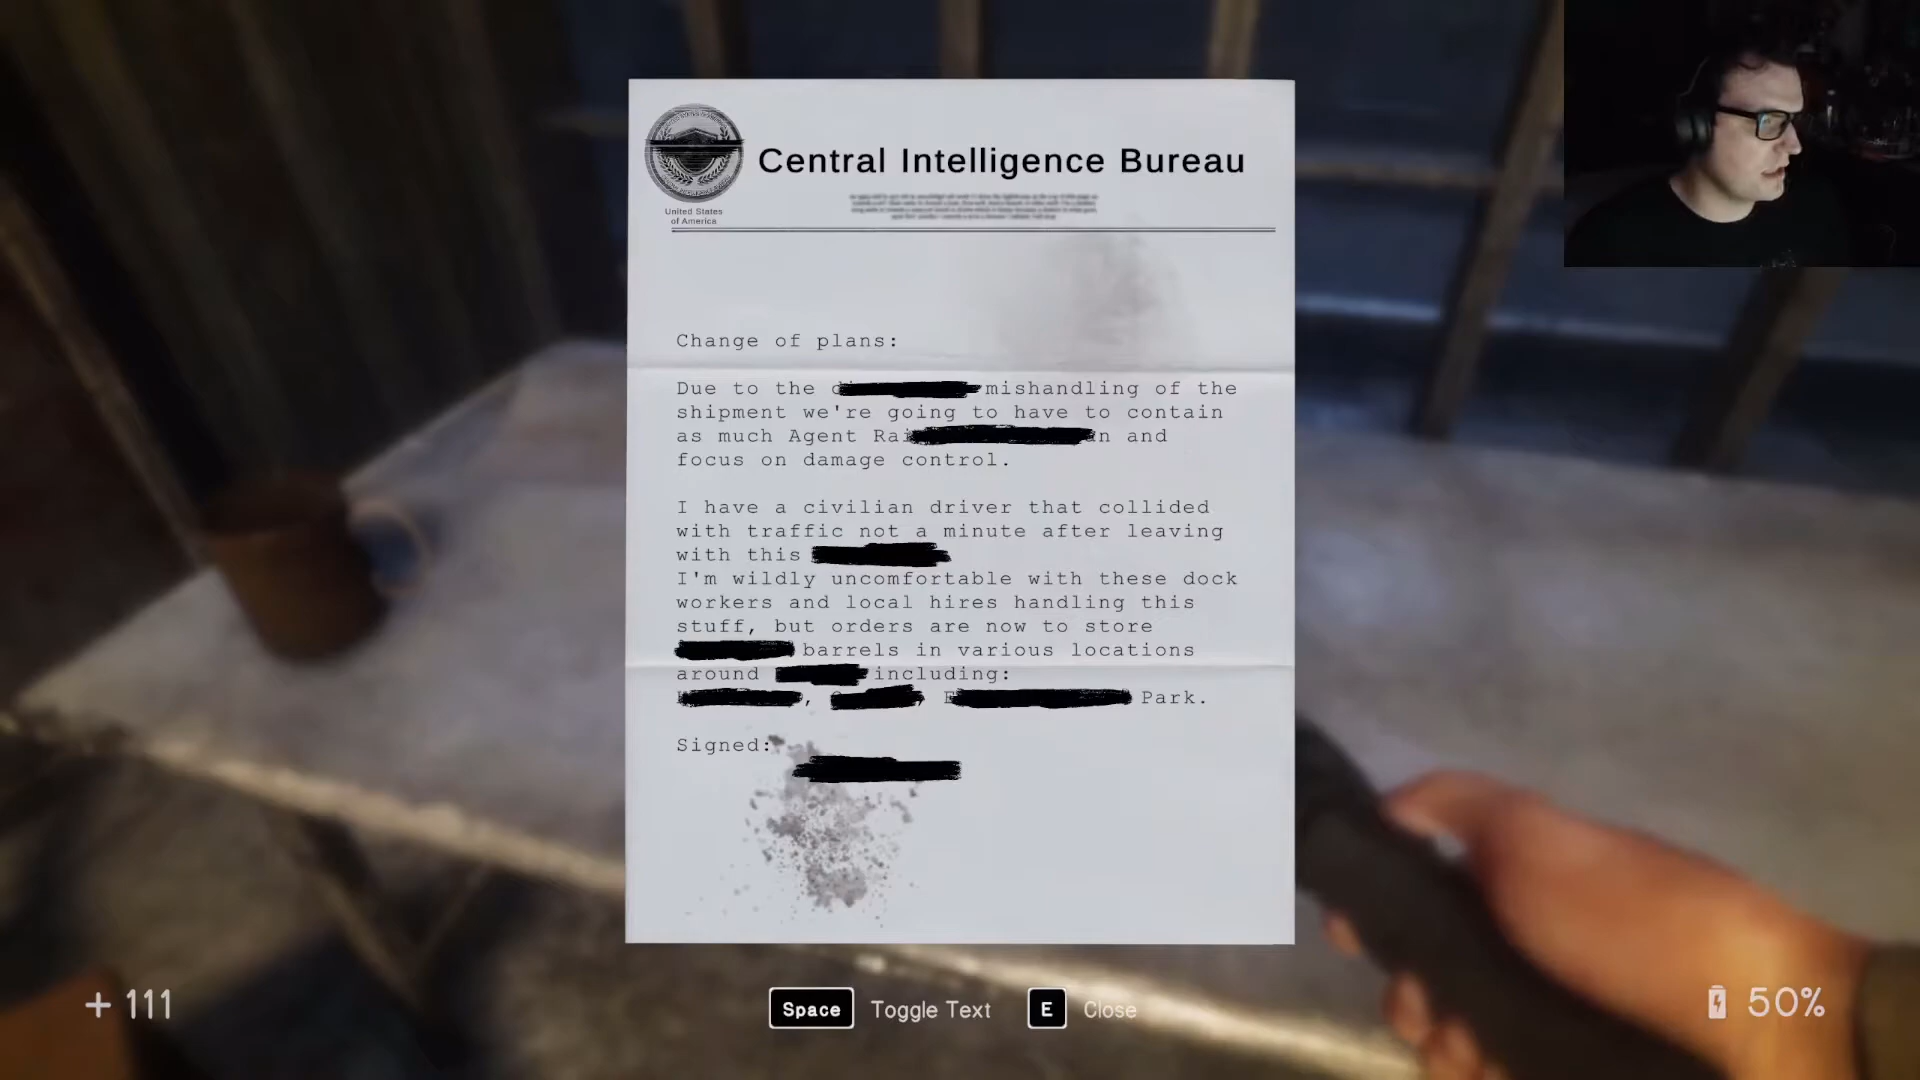 Central Intelligence Bureau
United States
of America
Change of plans:
Due to the mishandling of the
shipment we're going to have to contain
as much Agent Rai n and
focus on damage control.
I have a civilian driver that collided
with traffic not a minute after leaving
with this
I'm wildly uncomfortable with these dock
workers and local hires handling this
stuff, but orders are now to store
barrels in various locations
around including:
, , E Park.
Signed:
+ 111
Space Toggle Text E Close
50%